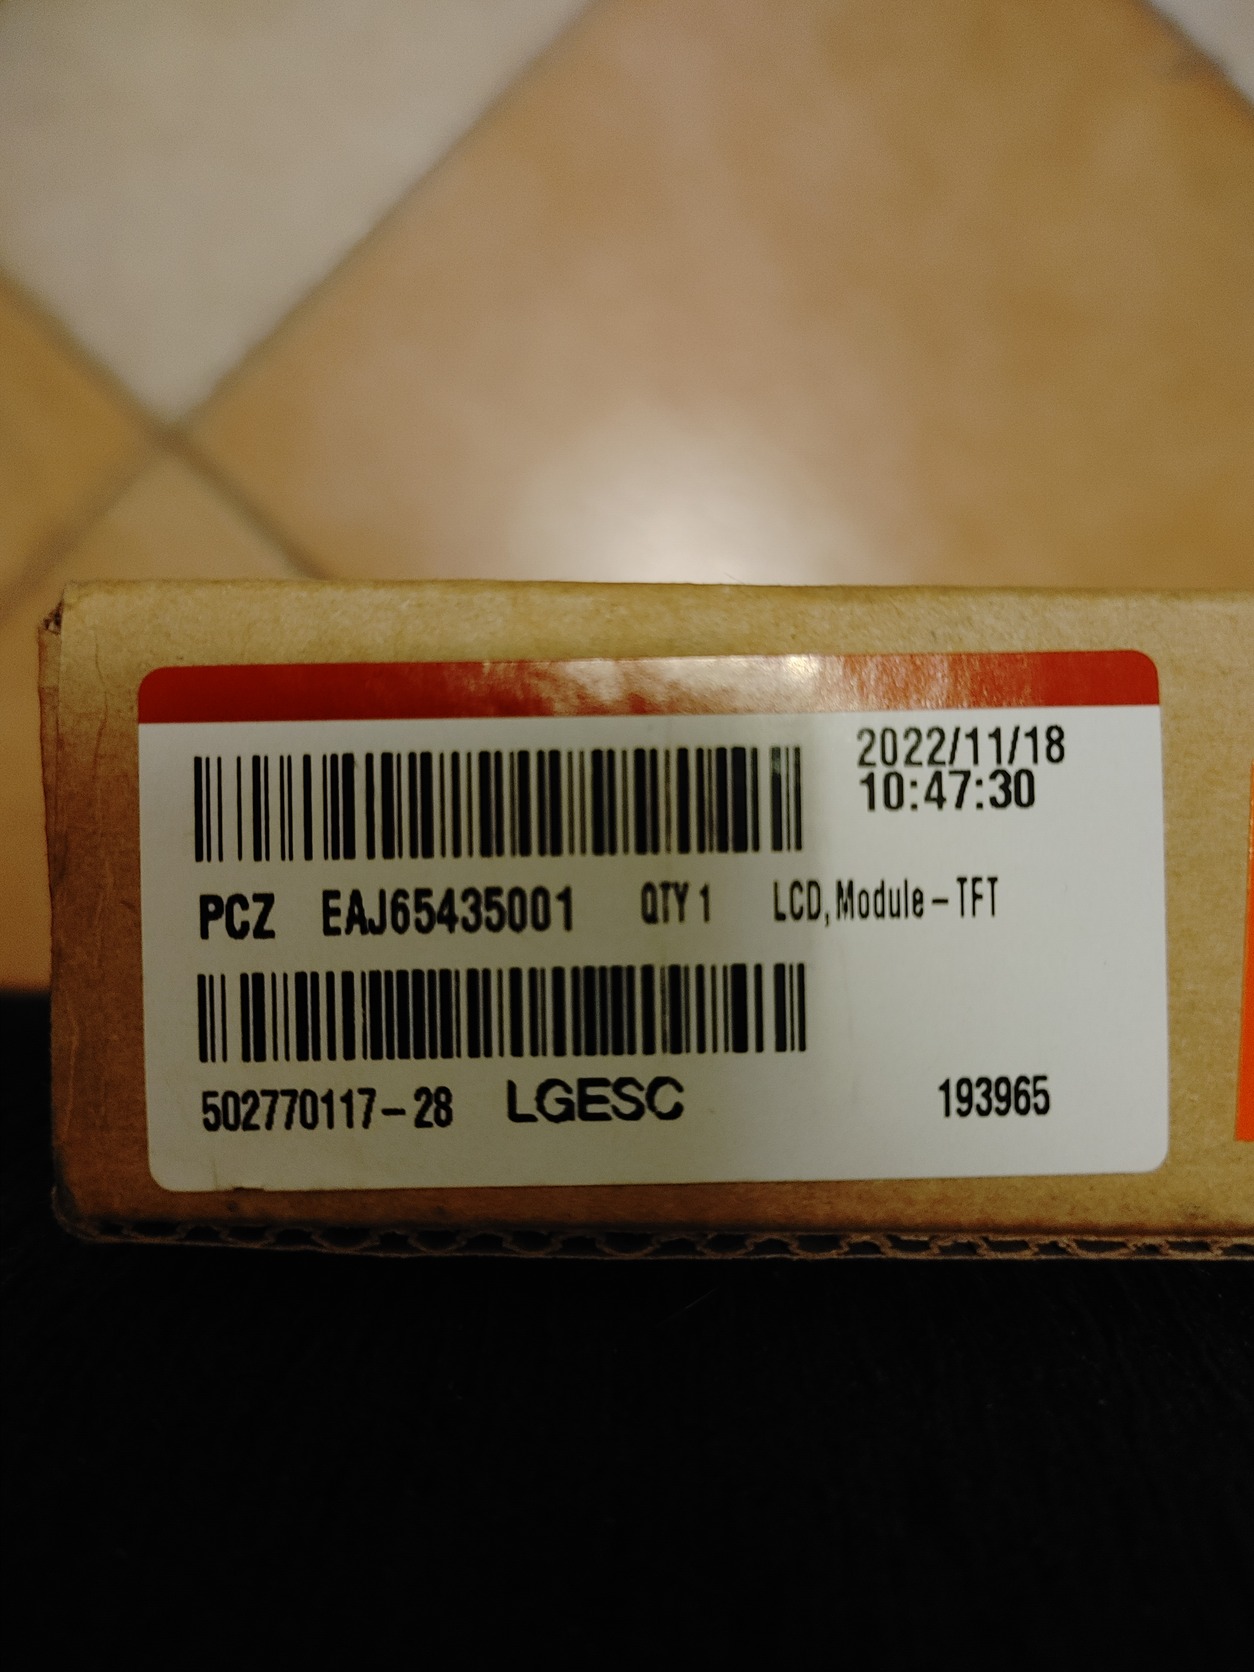 2022/11/18
10:47:30
PCZ EAJ65435001 QTY 1 LCD, Module-TFT
502770117-28 LGESC 193965